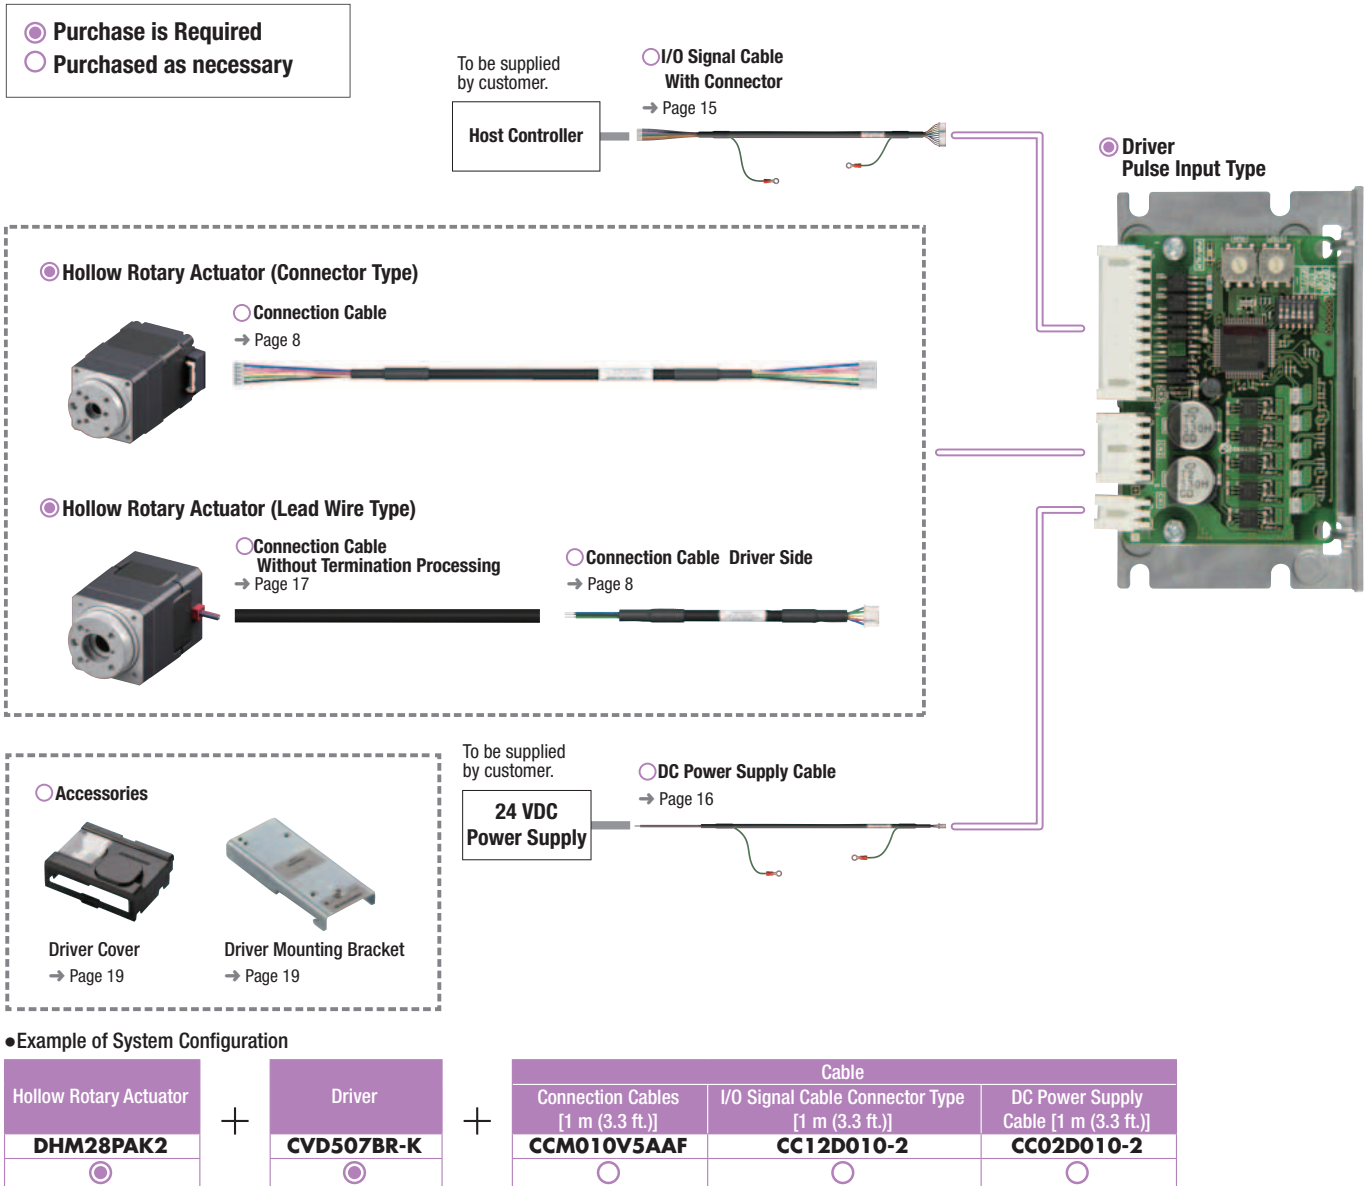 Purchase is Required
Purchased as necessary
To be supplied
by customer.
Host Controller
I/O Signal Cable
With Connector
→ Page 15
Driver
Pulse Input Type
Hollow Rotary Actuator (Connector Type)
Connection Cable
→ Page 8
Hollow Rotary Actuator (Lead Wire Type)
Connection Cable
Without Termination Processing
→ Page 17
Connection Cable Driver Side
→ Page 8
Accessories
Driver Cover
→ Page 19
Driver Mounting Bracket
→ Page 19
To be supplied
by customer.
24 VDC
Power Supply
DC Power Supply Cable
→ Page 16
●Example of System Configuration
Hollow Rotary Actuator
DHM28PAK2
+
Driver
CVD507BR-K
+
Cable
Connection Cables
[1 m (3.3 ft.)]
CCM010V5AAF
I/O Signal Cable Connector Type
[1 m (3.3 ft.)]
CC12D010-2
DC Power Supply
Cable [1 m (3.3 ft.)]
CC02D010-2